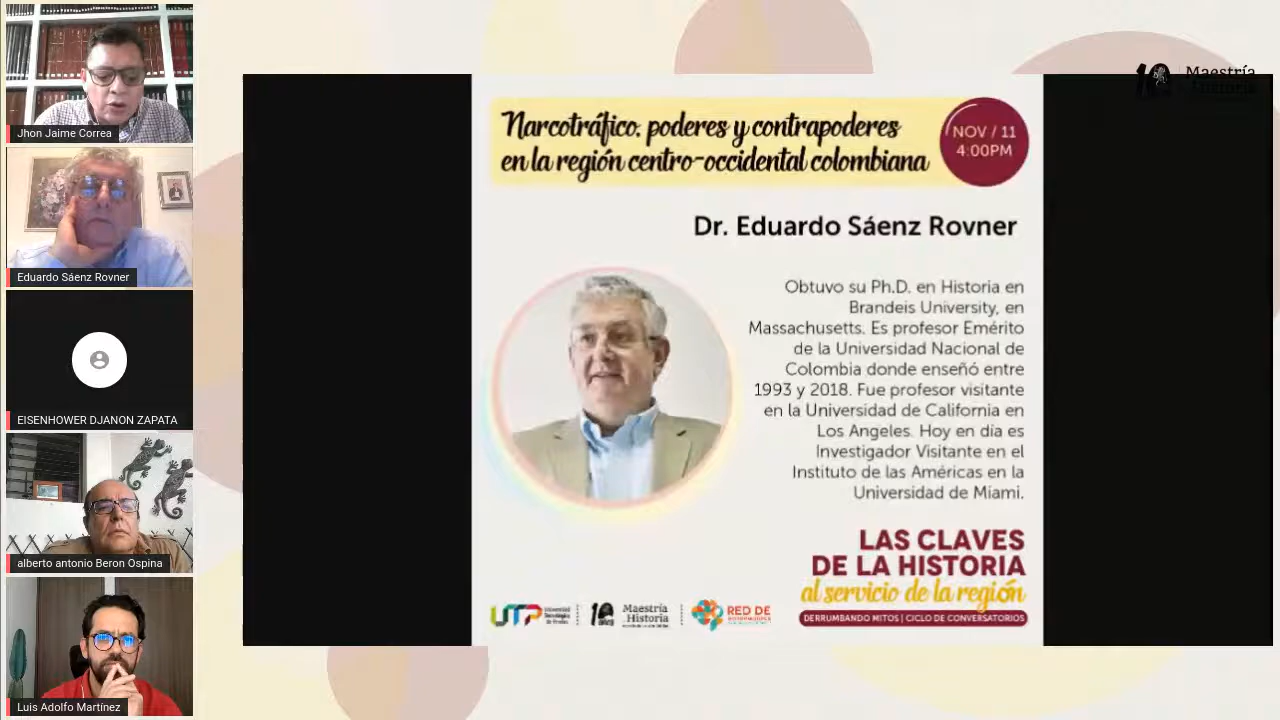 Jhon Jaime Correa
Eduardo Sáenz Rovner
EISENHOWER DJANON ZAPATA
alberto antonio Beron Ospina
Luis Adolfo Martínez
Maestría
Narcotráfico, poderes y contrapoderes
en la región centro-occidental colombiana
NOV / 11
4:00PM
Dr. Eduardo Sáenz Rovner
Obtuvo su Ph.D. en Historia en
Brandeis University, en
Massachusetts. Es profesor Emérito
de la Universidad Nacional de
Colombia donde enseñó entre
1993 y 2018. Fue profesor visitante
en la Universidad de California en
Los Angeles. Hoy en día es
Investigador Visitante en el
Instituto de las Américas en la
Universidad de Miami.
LAS CLAVES
DE LA HISTORIA
al servicio de la región
DERRUMBANDO MITOS | CICLO DE CONVERSATORIOS
UTP
Maestría
Historia
RED DE